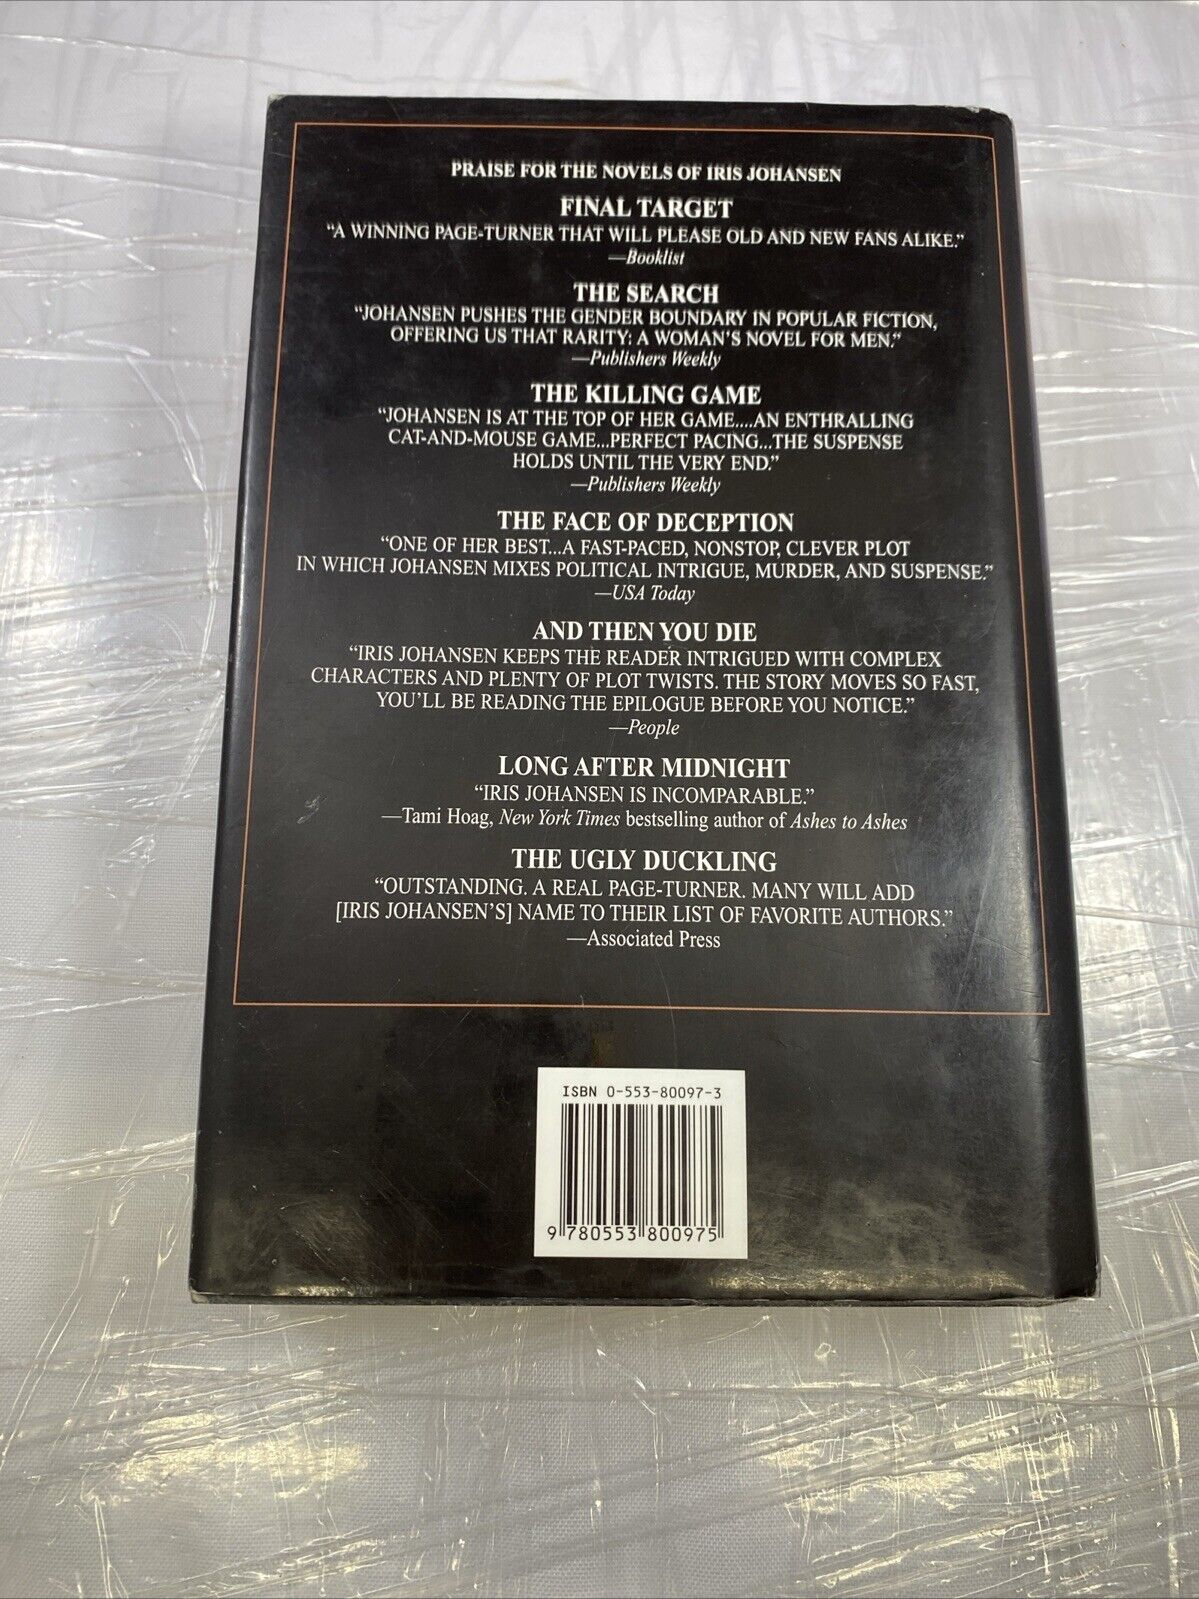 PRAISE FOR THE NOVELS OF IRIS JOHANSEN
FINAL TARGET
“A WINNING PAGE-TURNER THAT WILL PLEASE OLD AND NEW FANS ALIKE.”
—Booklist
THE SEARCH
“JOHANSEN PUSHES THE GENDER BOUNDARY IN POPULAR FICTION,
OFFERING US THAT RARITY: A WOMAN’S NOVEL FOR MEN.”
—Publishers Weekly
THE KILLING GAME
“JOHANSEN IS AT THE TOP OF HER GAME....AN ENTHRALLING
CAT-AND-MOUSE GAME...PERFECT PACING...THE SUSPENSE
HOLDS UNTIL THE VERY END.”
—Publishers Weekly
THE FACE OF DECEPTION
“ONE OF HER BEST...A FAST-PACED, NONSTOP, CLEVER PLOT
IN WHICH JOHANSEN MIXES POLITICAL INTRIGUE, MURDER, AND SUSPENSE.”
—USA Today
AND THEN YOU DIE
“IRIS JOHANSEN KEEPS THE READER INTRIGUED WITH COMPLEX
CHARACTERS AND PLENTY OF PLOT TWISTS. THE STORY MOVES SO FAST,
YOU’LL BE READING THE EPILOGUE BEFORE YOU NOTICE.”
—People
LONG AFTER MIDNIGHT
“IRIS JOHANSEN IS INCOMPARABLE.”
—Tami Hoag, New York Times bestselling author of Ashes to Ashes
THE UGLY DUCKLING
“OUTSTANDING. A REAL PAGE-TURNER. MANY WILL ADD
[IRIS JOHANSEN’S] NAME TO THEIR LIST OF FAVORITE AUTHORS.”
—Associated Press
ISBN 0-553-80097-3
9 780553 800975